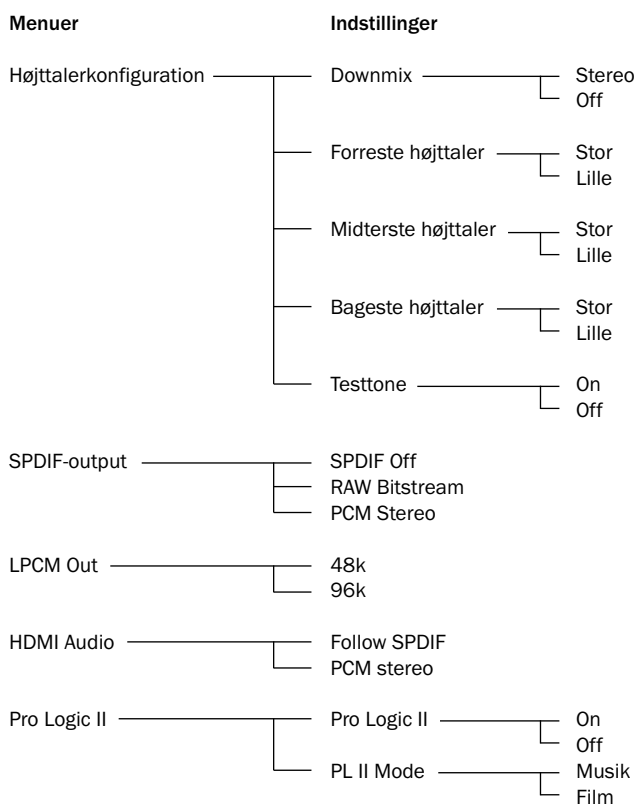 Menuer Indstillinger
Højttalerkonfiguration Downmix Stereo
Off
Forreste højttaler Stor
Lille
Midterste højttaler Stor
Lille
Bageste højttaler Stor
Lille
Testtone On
Off
SPDIF-output SPDIF Off
RAW Bitstream
PCM Stereo
LPCM Out 48k
96k
HDMI Audio Follow SPDIF
PCM stereo
Pro Logic II Pro Logic II On
Off
PL II Mode Musik
Film